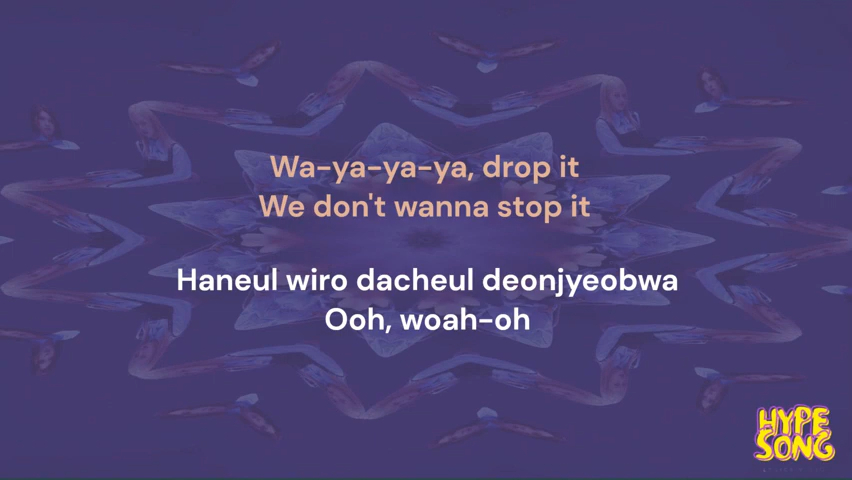 Wa-ya-ya-ya, drop it
We don't wanna stop it
Haneul wiro dacheul deonjyeobwa
Ooh, woah-oh
HYPE
SONG